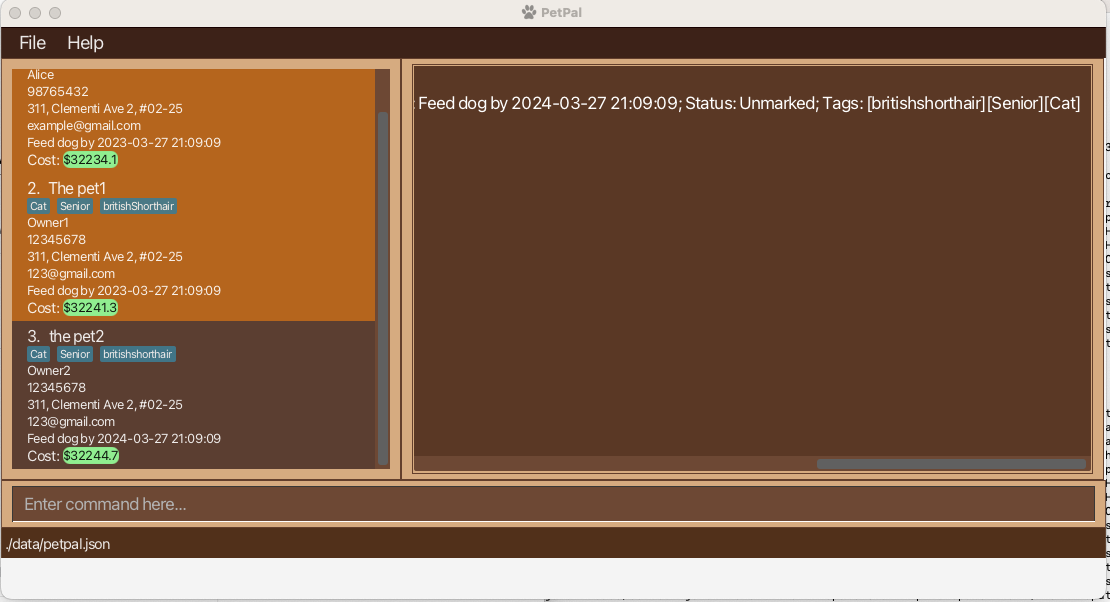 PetPal
File Help
Alice
98765432
311, Clementi Ave 2, #02-25
example@gmail.com
Feed dog by 2023-03-27 21:09:09
Cost: $32234.1
2. The pet1
Cat Senior britishShorthair
Owner1
12345678
311, Clementi Ave 2, #02-25
123@gmail.com
Feed dog by 2023-03-27 21:09:09
Cost: $32241.3
3. the pet2
Cat Senior britishshorthair
Owner2
12345678
311, Clementi Ave 2, #02-25
123@gmail.com
Feed dog by 2024-03-27 21:09:09
Cost: $32244.7
: Feed dog by 2024-03-27 21:09:09; Status: Unmarked; Tags: [britishshorthair][Senior][Cat]
Enter command here...
./data/petpal.json